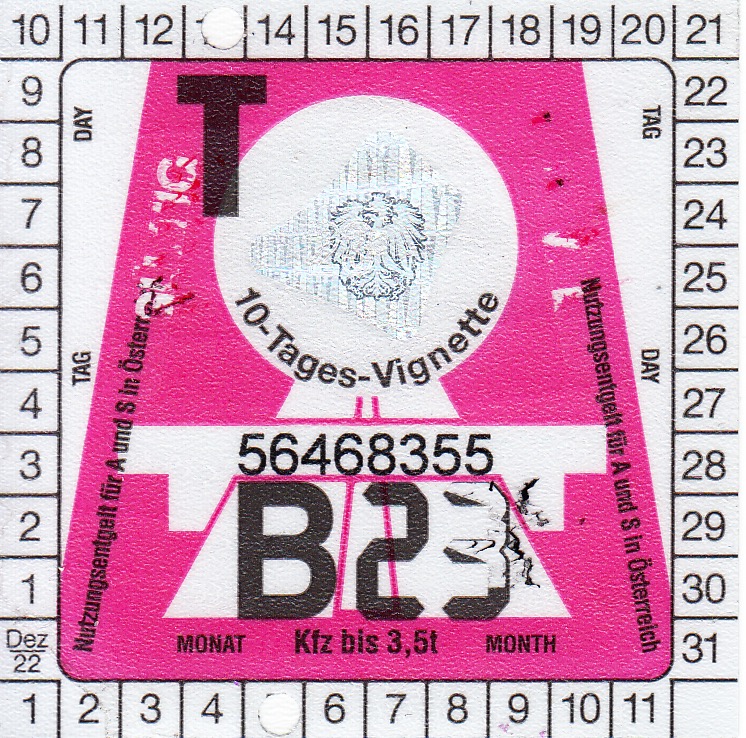 10 11 12 14 15 16 17 18 19 20 21
9 22
8 23
7 24
6 25
5 26
4 27
3 28
2 29
1 30
Dez 31
22
DAY
TAG
TAG
DAY
T
10-Tages-Vignette
Nutzungsentgelt für A und S in Österr
Nutzungsentgelt für A und S in Österreich
56468355
B23
MONAT Kfz bis 3,5t MONTH
1 2 3 4 6 7 8 9 10 11